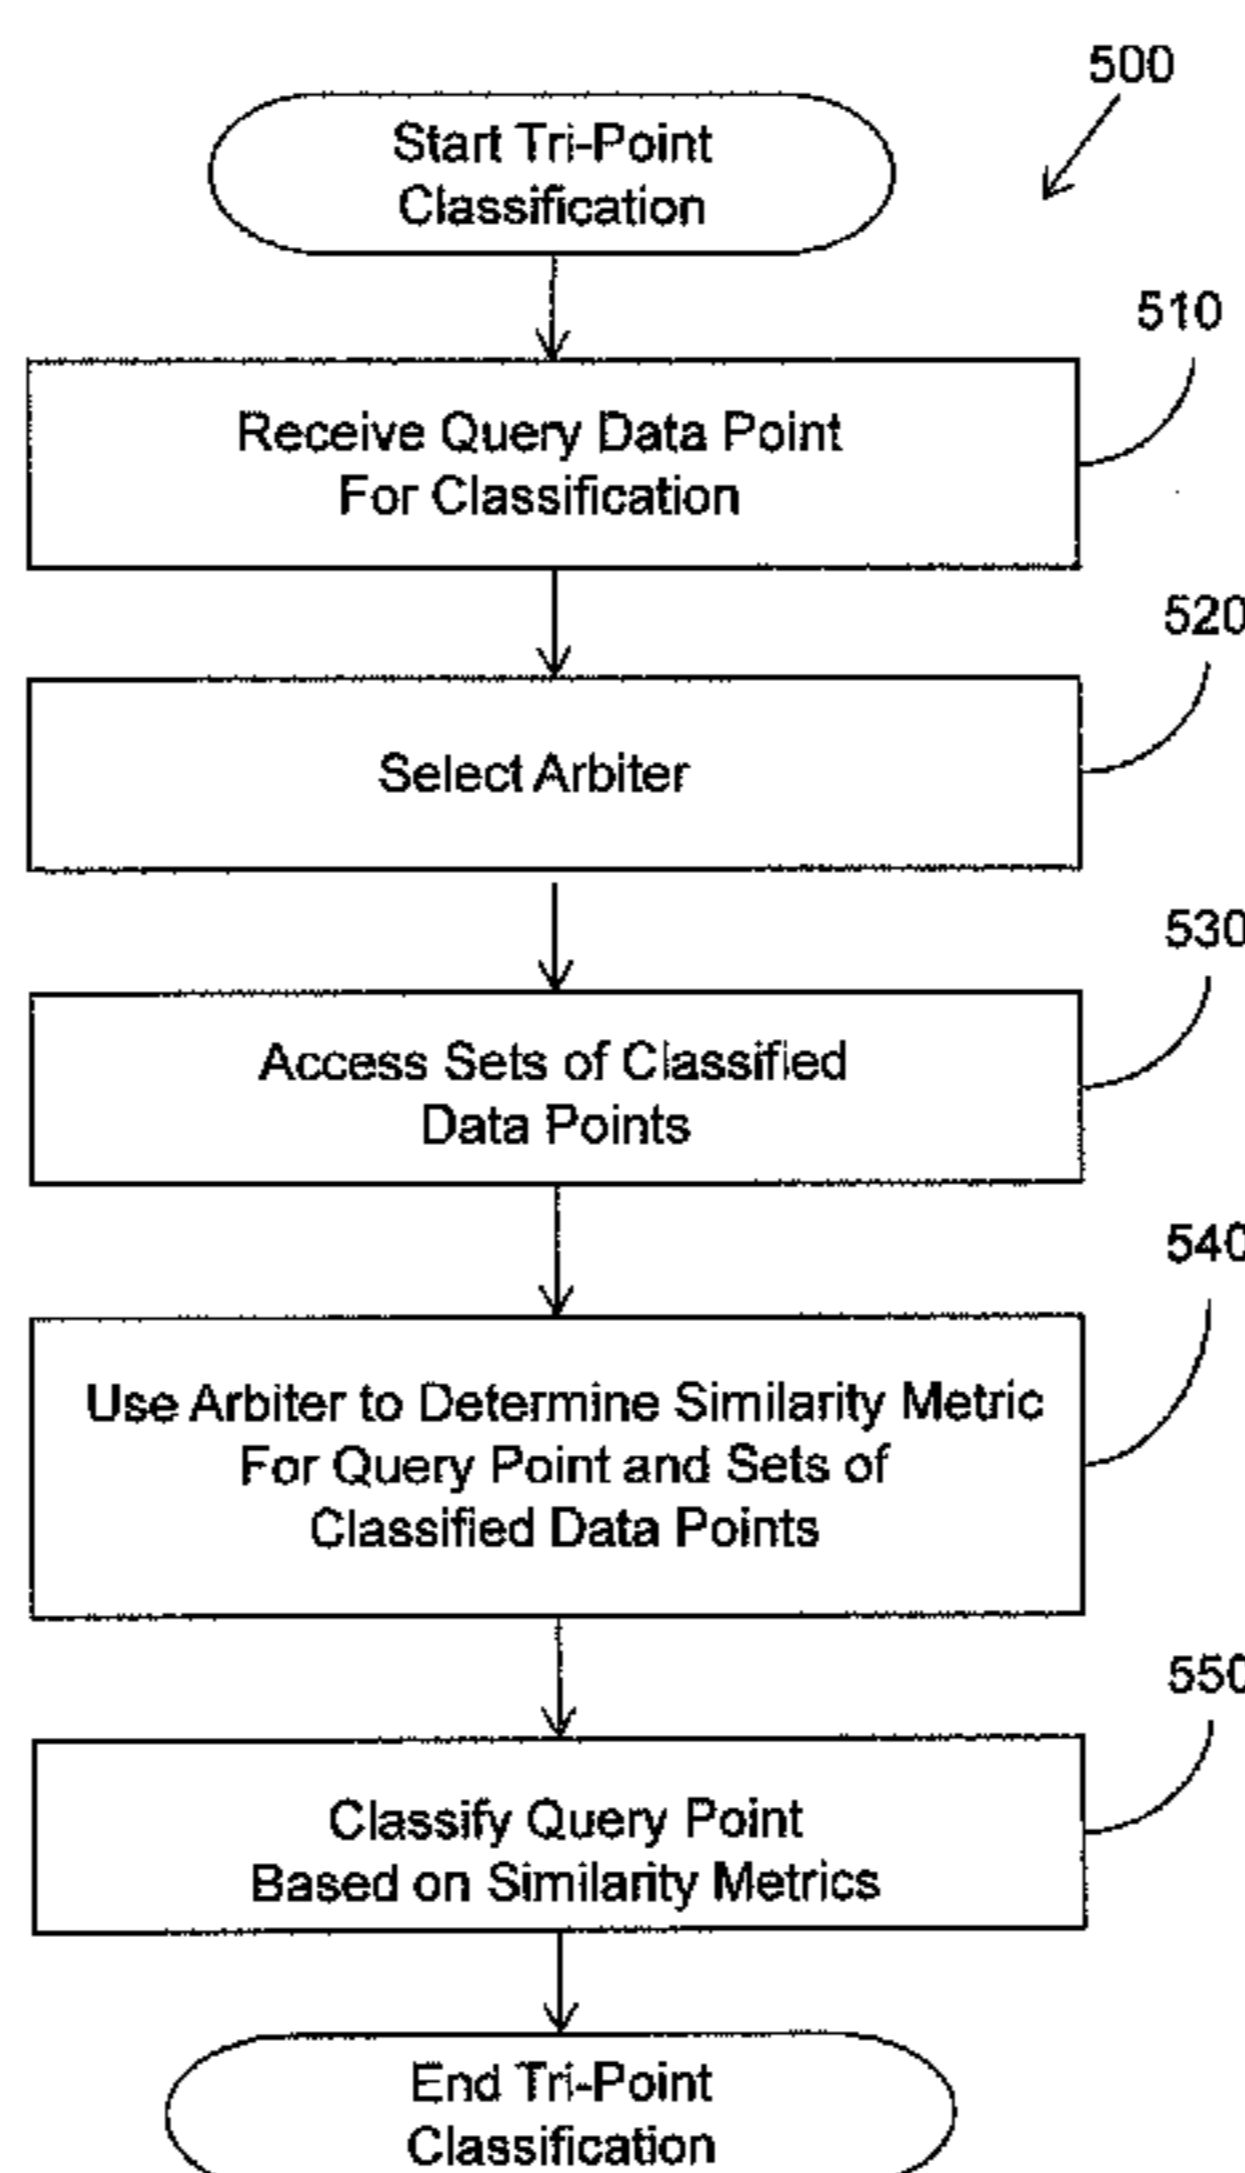 500
Start Tri-Point
Classification
510
Receive Query Data Point
For Classification
520
Select Arbiter
530
Access Sets of Classified
Data Points
540
Use Arbiter to Determine Similarity Metric
For Query Point and Sets of
Classified Data Points
550
Classify Query Point
Based on Similarity Metrics
End Tri-Point
Classification